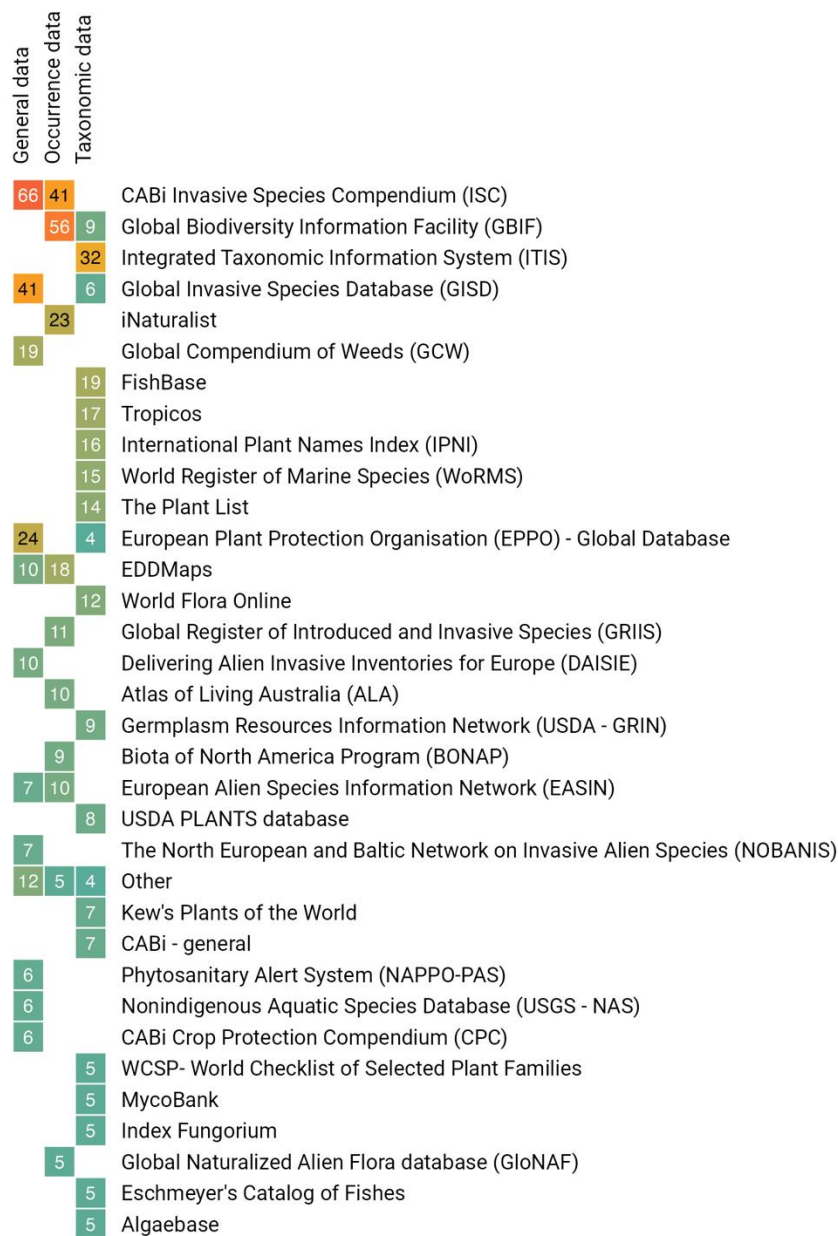 General data
Occurrence data
Taxonomic data
66 41 CABi Invasive Species Compendium (ISC)
56 9 Global Biodiversity Information Facility (GBIF)
32 Integrated Taxonomic Information System (ITIS)
41 6 Global Invasive Species Database (GISD)
23 iNaturalist
19 Global Compendium of Weeds (GCW)
19 FishBase
17 Tropicos
16 International Plant Names Index (IPNI)
15 World Register of Marine Species (WoRMS)
14 The Plant List
24 4 European Plant Protection Organisation (EPPO) - Global Database
10 18 EDDMaps
12 World Flora Online
11 Global Register of Introduced and Invasive Species (GRIIS)
10 Delivering Alien Invasive Inventories for Europe (DAISIE)
10 Atlas of Living Australia (ALA)
9 Germplasm Resources Information Network (USDA - GRIN)
9 Biota of North America Program (BONAP)
7 10 European Alien Species Information Network (EASIN)
8 USDA PLANTS database
7 The North European and Baltic Network on Invasive Alien Species (NOBANIS)
12 5 4 Other
7 Kew's Plants of the World
7 CABi - general
6 Phytosanitary Alert System (NAPPO-PAS)
6 Nonindigenous Aquatic Species Database (USGS - NAS)
6 CABi Crop Protection Compendium (CPC)
5 WCSP- World Checklist of Selected Plant Families
5 MycoBank
5 Index Fungorium
5 Global Naturalized Alien Flora database (GloNAF)
5 Eschmeyer's Catalog of Fishes
5 Algaebase